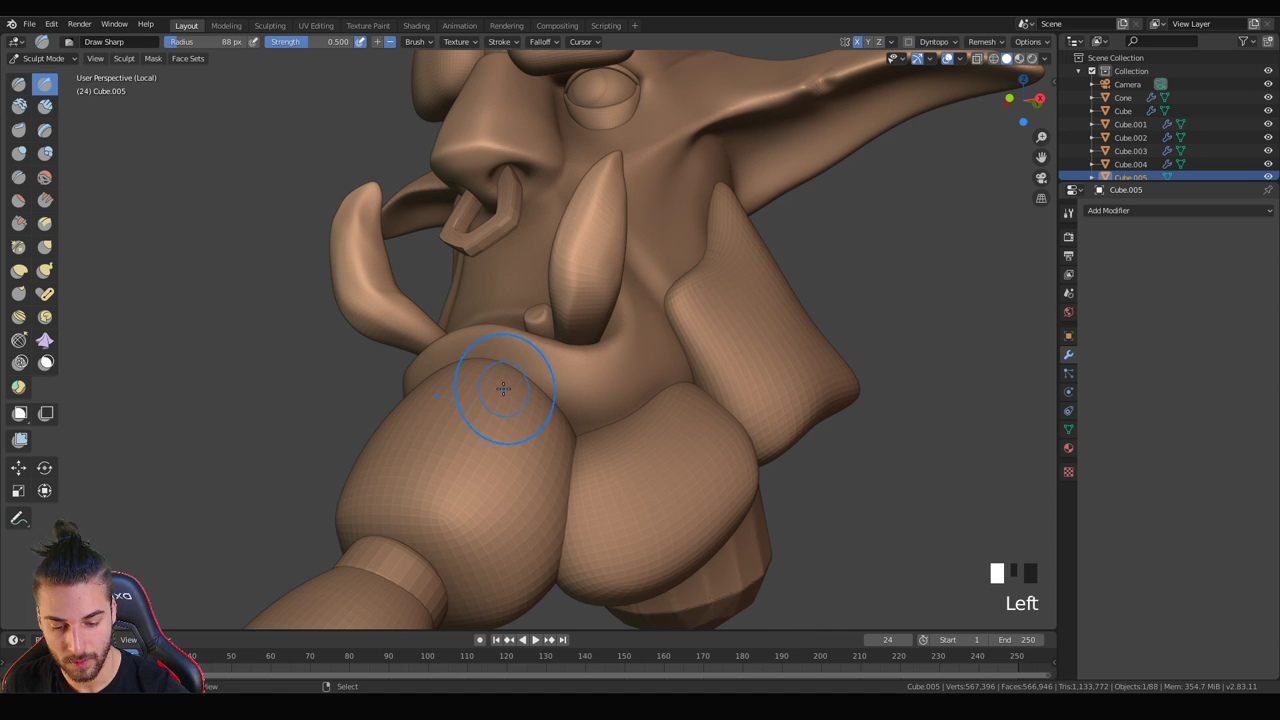 File Edit Render Window Help Layout Modeling Sculpting UV Editing Texture Paint Shading Animation Rendering Compositing Scripting + Scene View Layer
Draw Sharp Radius 88 px Strength 0.500 + − Brush Texture Stroke Falloff Cursor X Y Z Dyntopo Remesh Options
Sculpt Mode View Sculpt Mask Face Sets
User Perspective (Local)
(24) Cube.005
Scene Collection
Collection
Camera
Cone
Cube
Cube.001
Cube.002
Cube.003
Cube.004
Cube.005
Cube.005
Add Modifier
Left
View 24 Start 1 End 250
40 50 60 70 80 90 100 110 120 130 140 150 160 170 180 190 200 210 220 230 240 250
Select
Cube.005 | Verts:567,396 | Faces:566,946 | Tris:1,133,772 | Objects:1/88 | Mem: 354.7 MiB | v2.83.11